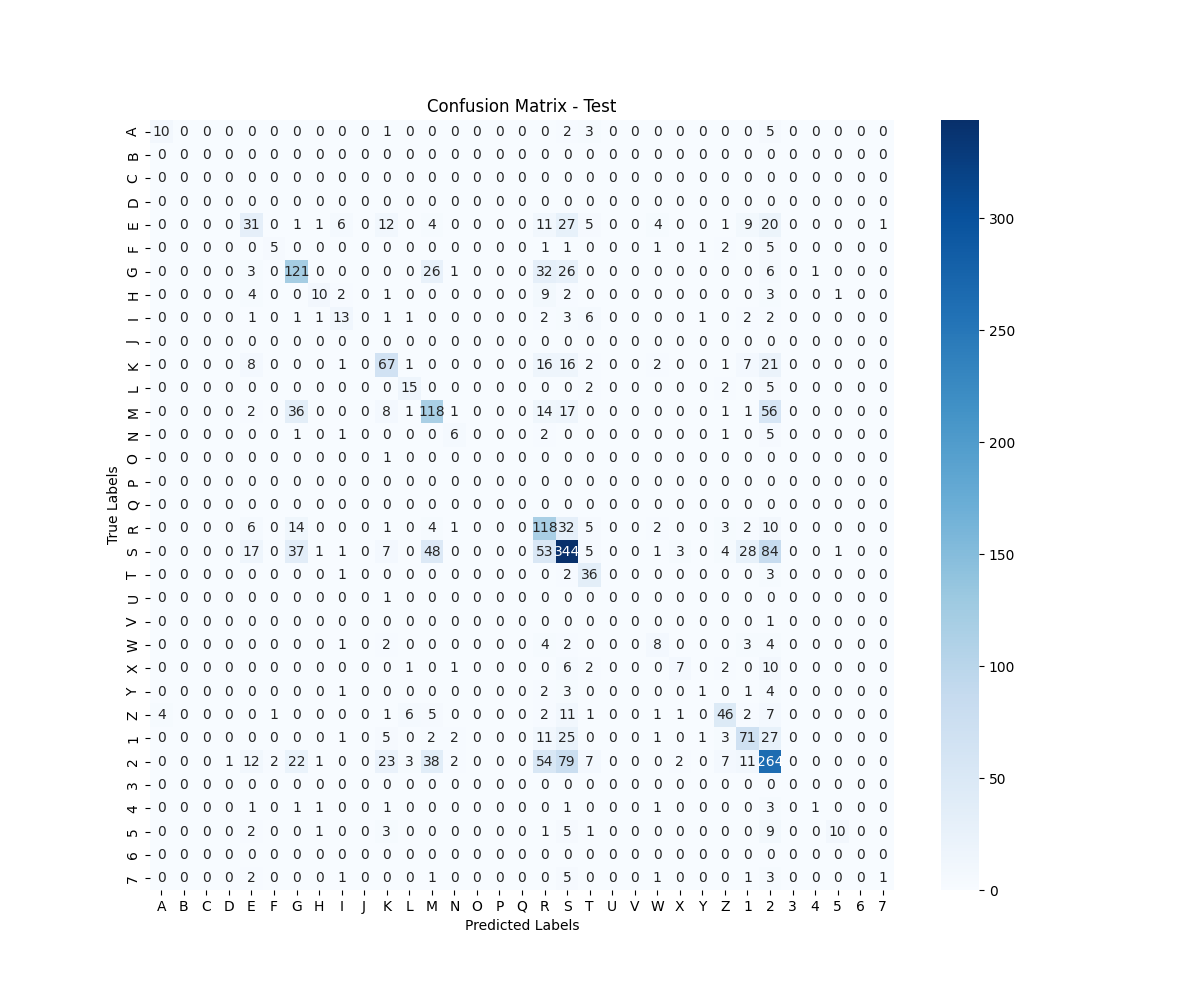 Confusion Matrix - Test
True Labels
A 10 0 0 0 0 0 0 0 0 0 1 0 0 0 0 0 0 0 2 3 0 0 0 0 0 0 0 5 0 0 0 0 0
B 0 0 0 0 0 0 0 0 0 0 0 0 0 0 0 0 0 0 0 0 0 0 0 0 0 0 0 0 0 0 0 0 0
C 0 0 0 0 0 0 0 0 0 0 0 0 0 0 0 0 0 0 0 0 0 0 0 0 0 0 0 0 0 0 0 0 0
D 0 0 0 0 0 0 0 0 0 0 0 0 0 0 0 0 0 0 0 0 0 0 0 0 0 0 0 0 0 0 0 0 0
E 0 0 0 0 31 0 1 1 6 0 12 0 4 0 0 0 0 11 27 5 0 0 4 0 0 1 9 20 0 0 0 0 1
F 0 0 0 0 0 5 0 0 0 0 0 0 0 0 0 0 0 1 1 0 0 0 1 0 1 2 0 5 0 0 0 0 0
G 0 0 0 0 3 0 121 0 0 0 0 0 26 1 0 0 0 32 26 0 0 0 0 0 0 0 0 6 0 1 0 0 0
H 0 0 0 0 4 0 0 10 2 0 1 0 0 0 0 0 0 9 2 0 0 0 0 0 0 0 0 3 0 0 1 0 0
I 0 0 0 0 1 0 1 1 13 0 1 1 0 0 0 0 0 2 3 6 0 0 0 0 1 0 2 2 0 0 0 0 0
J 0 0 0 0 0 0 0 0 0 0 0 0 0 0 0 0 0 0 0 0 0 0 0 0 0 0 0 0 0 0 0 0 0
K 0 0 0 0 8 0 0 0 1 0 67 1 0 0 0 0 0 16 16 2 0 0 2 0 0 1 7 21 0 0 0 0 0
L 0 0 0 0 0 0 0 0 0 0 0 15 0 0 0 0 0 0 0 2 0 0 0 0 0 2 0 5 0 0 0 0 0
M 0 0 0 0 2 0 36 0 0 0 8 1 118 1 0 0 0 14 17 0 0 0 0 0 0 1 1 56 0 0 0 0 0
N 0 0 0 0 0 0 1 0 1 0 0 0 0 6 0 0 0 2 0 0 0 0 0 0 0 1 0 5 0 0 0 0 0
O 0 0 0 0 0 0 0 0 0 0 1 0 0 0 0 0 0 0 0 0 0 0 0 0 0 0 0 0 0 0 0 0 0
P 0 0 0 0 0 0 0 0 0 0 0 0 0 0 0 0 0 0 0 0 0 0 0 0 0 0 0 0 0 0 0 0 0
Q 0 0 0 0 0 0 0 0 0 0 0 0 0 0 0 0 0 0 0 0 0 0 0 0 0 0 0 0 0 0 0 0 0
R 0 0 0 0 6 0 14 0 0 0 1 0 4 1 0 0 0 118 32 5 0 0 2 0 0 3 2 10 0 0 0 0 0
S 0 0 0 0 17 0 37 1 1 0 7 0 48 0 0 0 0 53 344 5 0 0 1 3 0 4 28 84 0 0 1 0 0
T 0 0 0 0 0 0 0 0 1 0 0 0 0 0 0 0 0 0 2 36 0 0 0 0 0 0 0 3 0 0 0 0 0
U 0 0 0 0 0 0 0 0 0 0 1 0 0 0 0 0 0 0 0 0 0 0 0 0 0 0 0 0 0 0 0 0 0
V 0 0 0 0 0 0 0 0 0 0 0 0 0 0 0 0 0 0 0 0 0 0 0 0 0 0 0 1 0 0 0 0 0
W 0 0 0 0 0 0 0 0 1 0 2 0 0 0 0 0 0 4 2 0 0 0 8 0 0 0 3 4 0 0 0 0 0
X 0 0 0 0 0 0 0 0 0 0 0 1 0 1 0 0 0 0 6 2 0 0 0 7 0 2 0 10 0 0 0 0 0
Y 0 0 0 0 0 0 0 0 1 0 0 0 0 0 0 0 0 2 3 0 0 0 0 0 1 0 1 4 0 0 0 0 0
Z 4 0 0 0 0 1 0 0 0 0 1 6 5 0 0 0 0 2 11 1 0 0 1 1 0 46 2 7 0 0 0 0 0
1 0 0 0 0 0 0 0 0 1 0 5 0 2 2 0 0 0 11 25 0 0 0 1 0 1 3 71 27 0 0 0 0 0
2 0 0 0 1 12 2 22 1 0 0 23 3 38 2 0 0 0 54 79 7 0 0 0 2 0 7 11 264 0 0 0 0 0
3 0 0 0 0 0 0 0 0 0 0 0 0 0 0 0 0 0 0 0 0 0 0 0 0 0 0 0 0 0 0 0 0 0
4 0 0 0 0 1 0 1 1 0 0 1 0 0 0 0 0 0 0 1 0 0 0 1 0 0 0 0 3 0 1 0 0 0
5 0 0 0 0 2 0 0 1 0 0 3 0 0 0 0 0 0 1 5 1 0 0 0 0 0 0 0 9 0 0 10 0 0
6 0 0 0 0 0 0 0 0 0 0 0 0 0 0 0 0 0 0 0 0 0 0 0 0 0 0 0 0 0 0 0 0 0
7 0 0 0 0 2 0 0 0 1 0 0 0 1 0 0 0 0 0 5 0 0 0 1 0 0 0 1 3 0 0 0 0 1
A B C D E F G H I J K L M N O P Q R S T U V W X Y Z 1 2 3 4 5 6 7
Predicted Labels
300
250
200
150
100
50
0